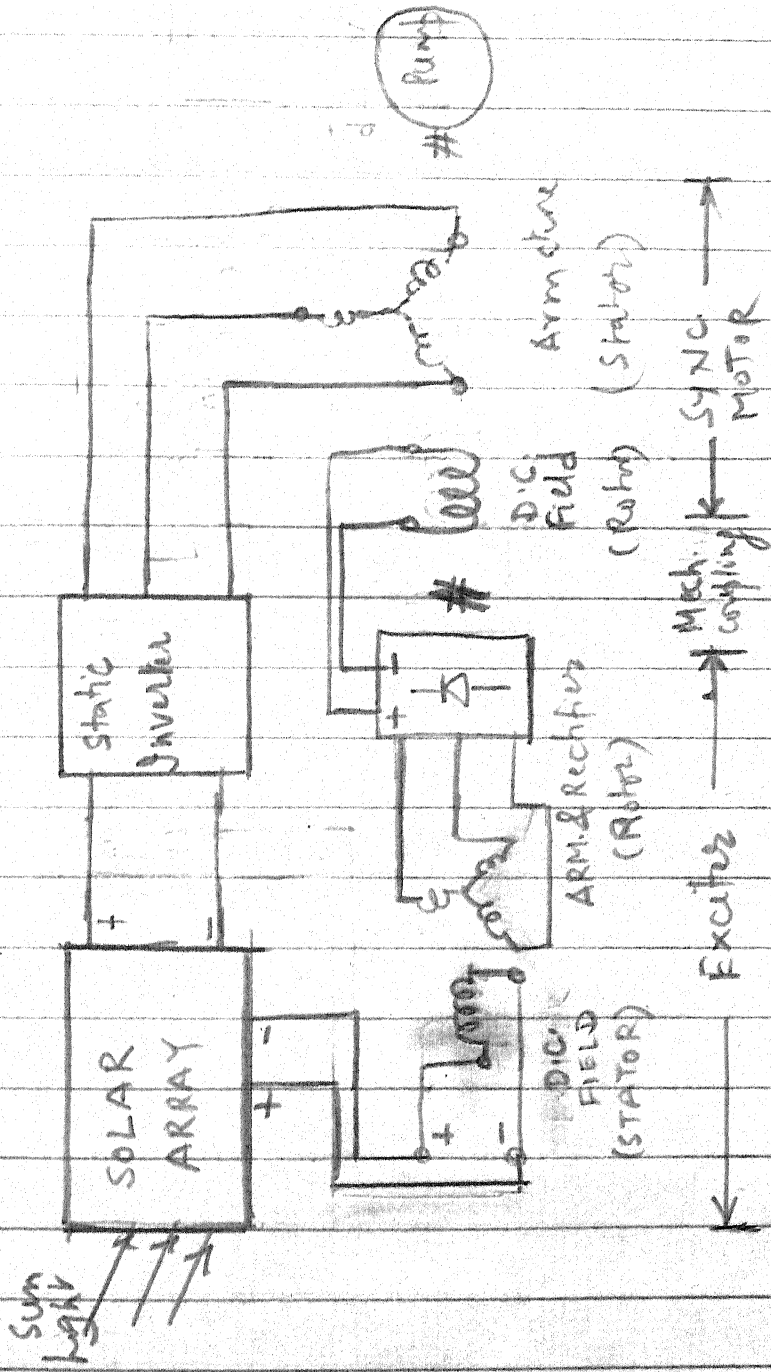 Sun
light
SOLAR
ARRAY
+
-
+
-
Static
Inverter
+
-
D.C.
FIELD
(STATOR)
ARM. & Rectifier
(Rotor)
+
-
#
D.C.
Field
(Rotor)
Armature
(Stator)
#
Pump
Exciter
Mech.
coupling
SYNC.
MOTOR